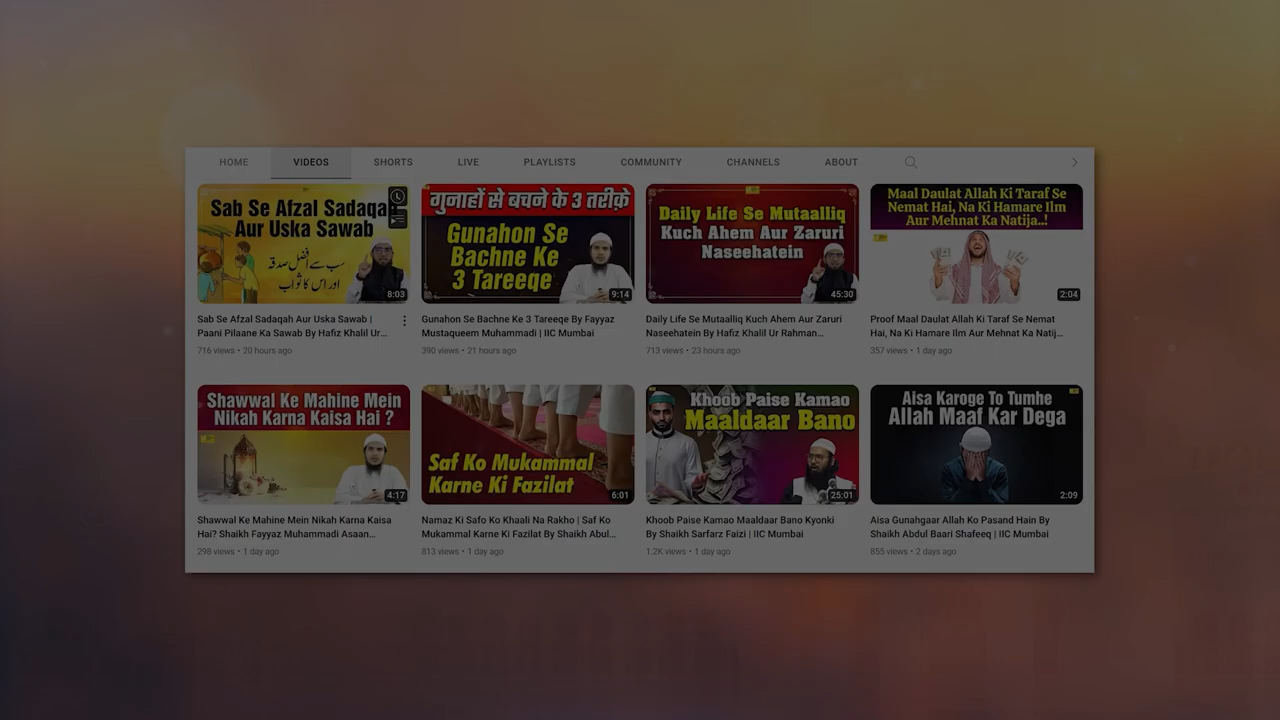 HOME VIDEOS SHORTS LIVE PLAYLISTS COMMUNITY CHANNELS ABOUT
Sab Se Afzal Sadaqah
Aur Uska Sawab
سب سے افضل صدقہ
اور اس کا ثواب
8:03
Sab Se Afzal Sadaqah Aur Uska Sawab |
Paani Pilaane Ka Sawab By Hafiz Khalil Ur...
716 views • 20 hours ago
गुनाहों से बचने के 3 तरीक़े
Gunahon Se
Bachne Ke
3 Tareeqe
9:14
Gunahon Se Bachne Ke 3 Tareeqe By Fayyaz
Mustaqueem Muhammadi | IIC Mumbai
390 views • 21 hours ago
Daily Life Se Mutaalliq
Kuch Ahem Aur Zaruri
Naseehatein
45:30
Daily Life Se Mutaalliq Kuch Ahem Aur Zaruri
Naseehatein By Hafiz Khalil Ur Rahman...
713 views • 23 hours ago
Maal Daulat Allah Ki Taraf Se
Nemat Hai, Na Ki Hamare Ilm
Aur Mehnat Ka Natija..!
2:04
Proof Maal Daulat Allah Ki Taraf Se Nemat
Hai, Na Ki Hamare Ilm Aur Mehnat Ka Natij...
357 views • 1 day ago
Shawwal Ke Mahine Mein
Nikah Karna Kaisa Hai ?
4:17
Shawwal Ke Mahine Mein Nikah Karna Kaisa
Hai? Shaikh Fayyaz Muhammadi Asaan...
298 views • 1 day ago
Saf Ko Mukammal
Karne Ki Fazilat
6:01
Namaz Ki Safo Ko Khaali Na Rakho | Saf Ko
Mukammal Karne Ki Fazilat By Shaikh Abul...
813 views • 1 day ago
Khoob Paise Kamao
Maaldaar Bano
25:01
Khoob Paise Kamao Maaldaar Bano Kyonki
By Shaikh Sarfarz Faizi | IIC Mumbai
1.2K views • 1 day ago
Aisa Karoge To Tumhe
Allah Maaf Kar Dega
2:09
Aisa Gunahgaar Allah Ko Pasand Hain By
Shaikh Abdul Baari Shafeeq | IIC Mumbai
855 views • 2 days ago